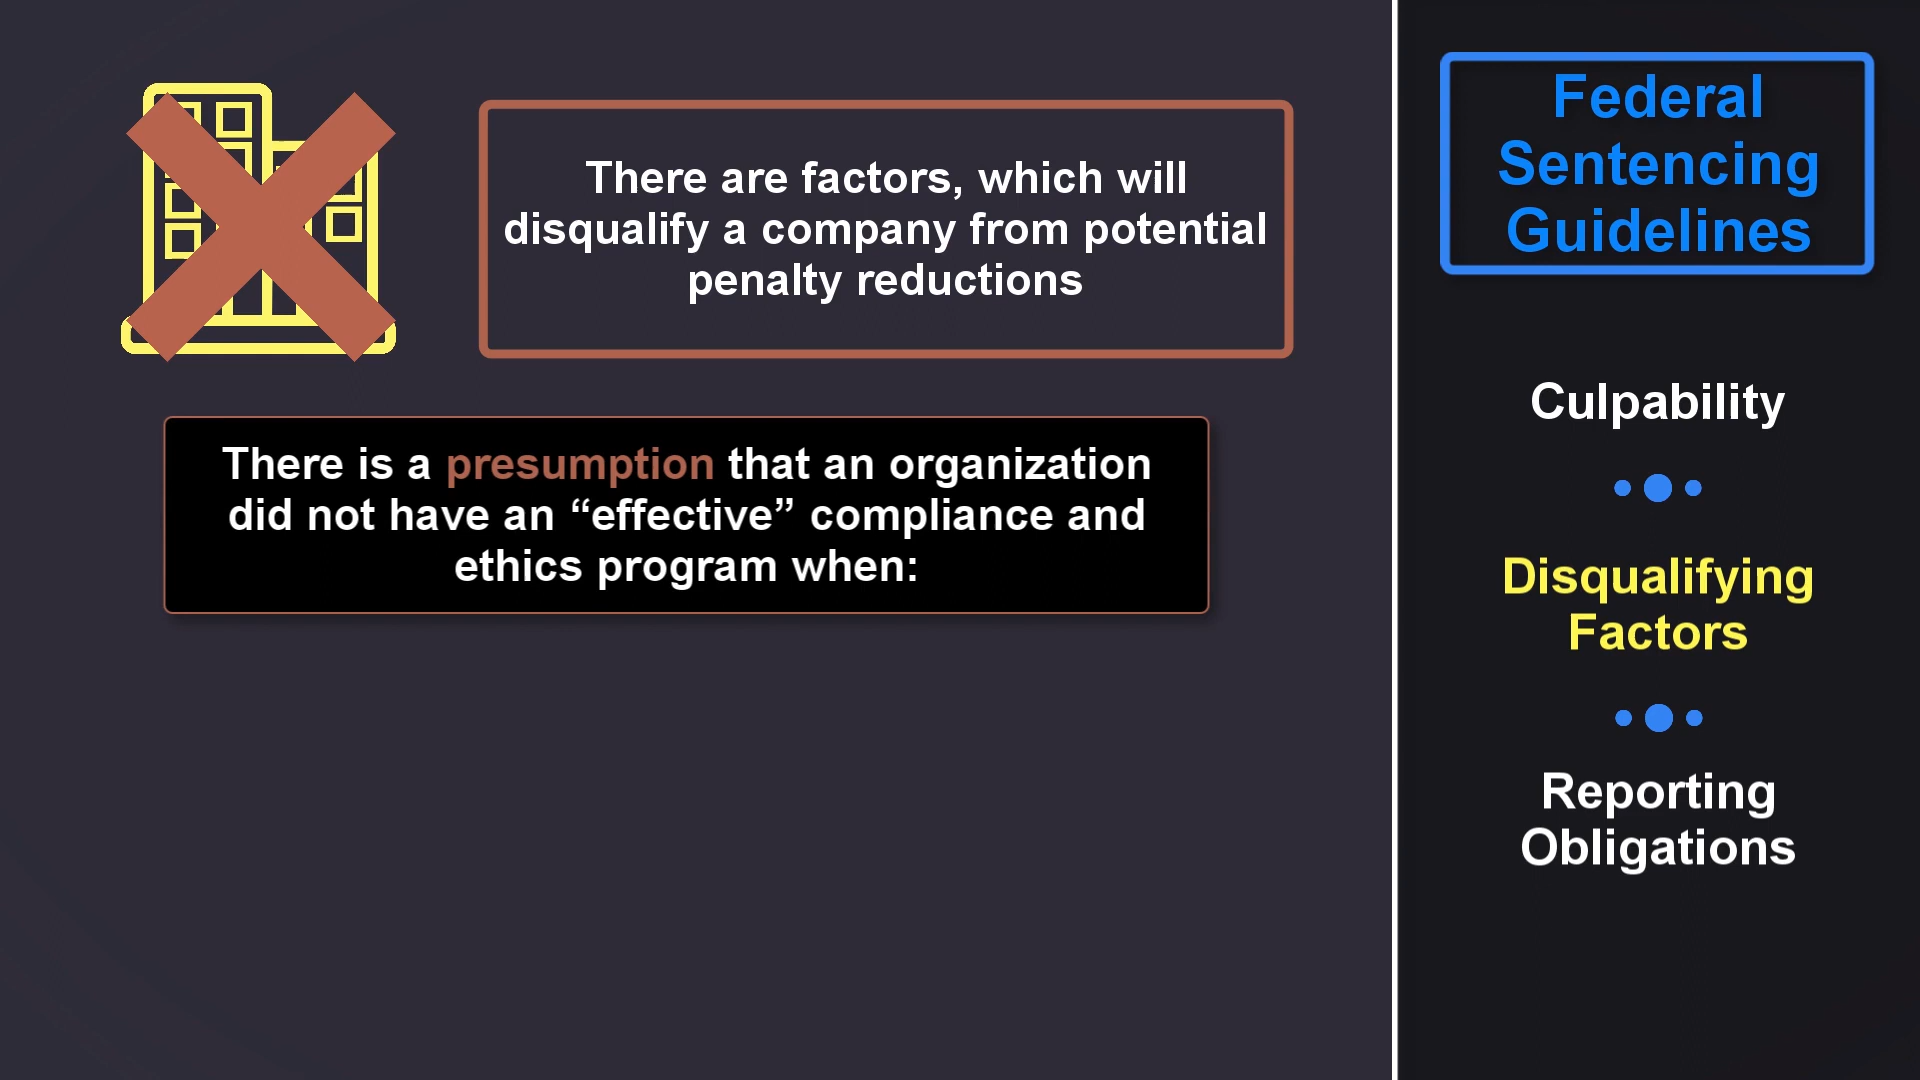 There are factors, which will
disqualify a company from potential
penalty reductions
There is a presumption that an organization
did not have an “effective” compliance and
ethics program when:
Federal
Sentencing
Guidelines
Culpability
Disqualifying
Factors
Reporting
Obligations